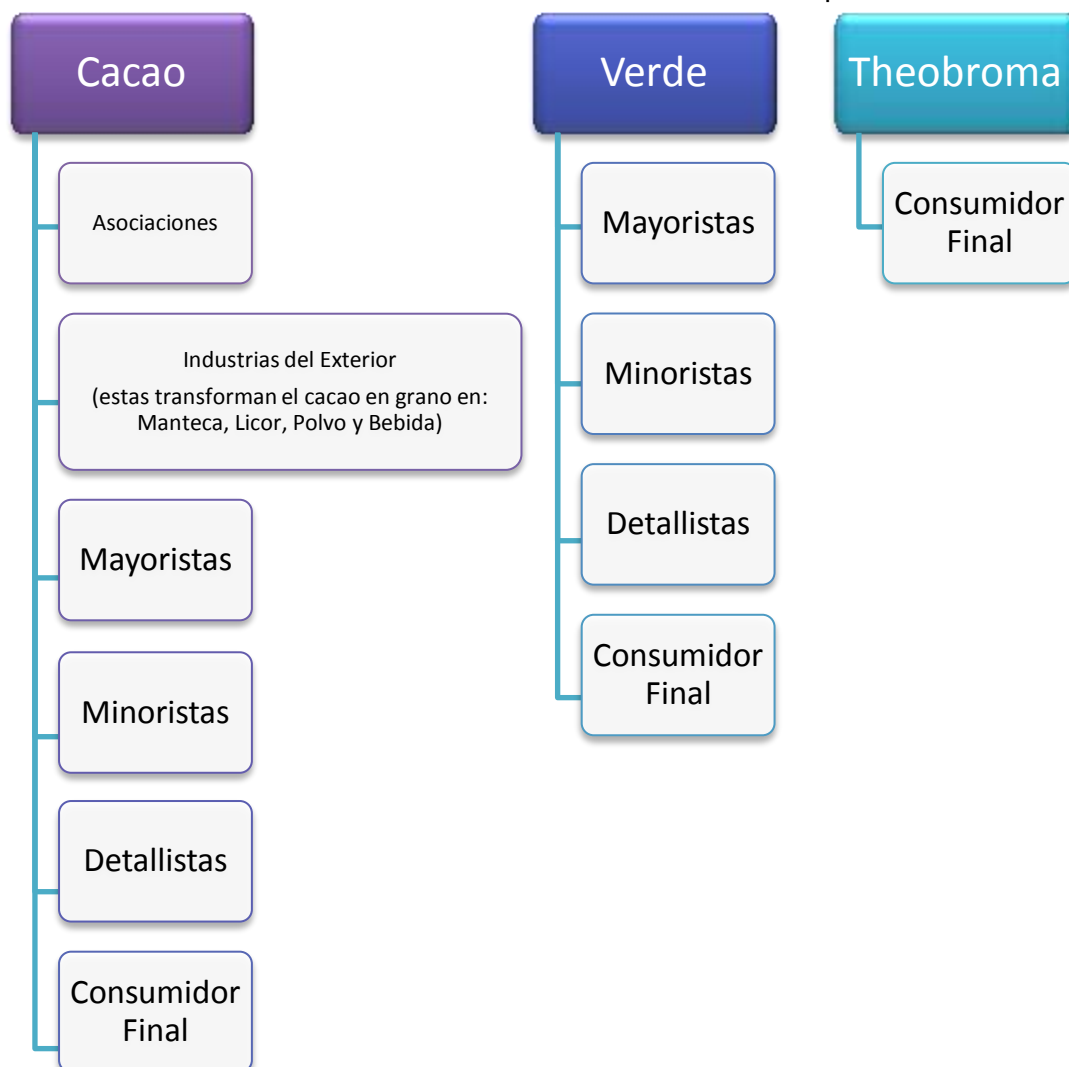 Cacao
Asociaciones
Industrias del Exterior
(estas transforman el cacao en grano en:
Manteca, Licor, Polvo y Bebida)
Mayoristas
Minoristas
Detallistas
Consumidor
Final
Verde
Mayoristas
Minoristas
Detallistas
Consumidor
Final
Theobroma
Consumidor
Final